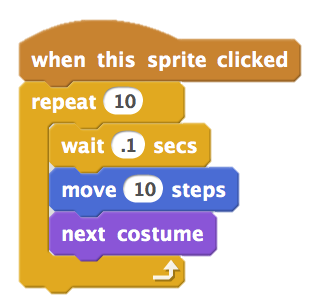 when this sprite clicked
repeat 10
wait .1 secs
move 10 steps
next costume